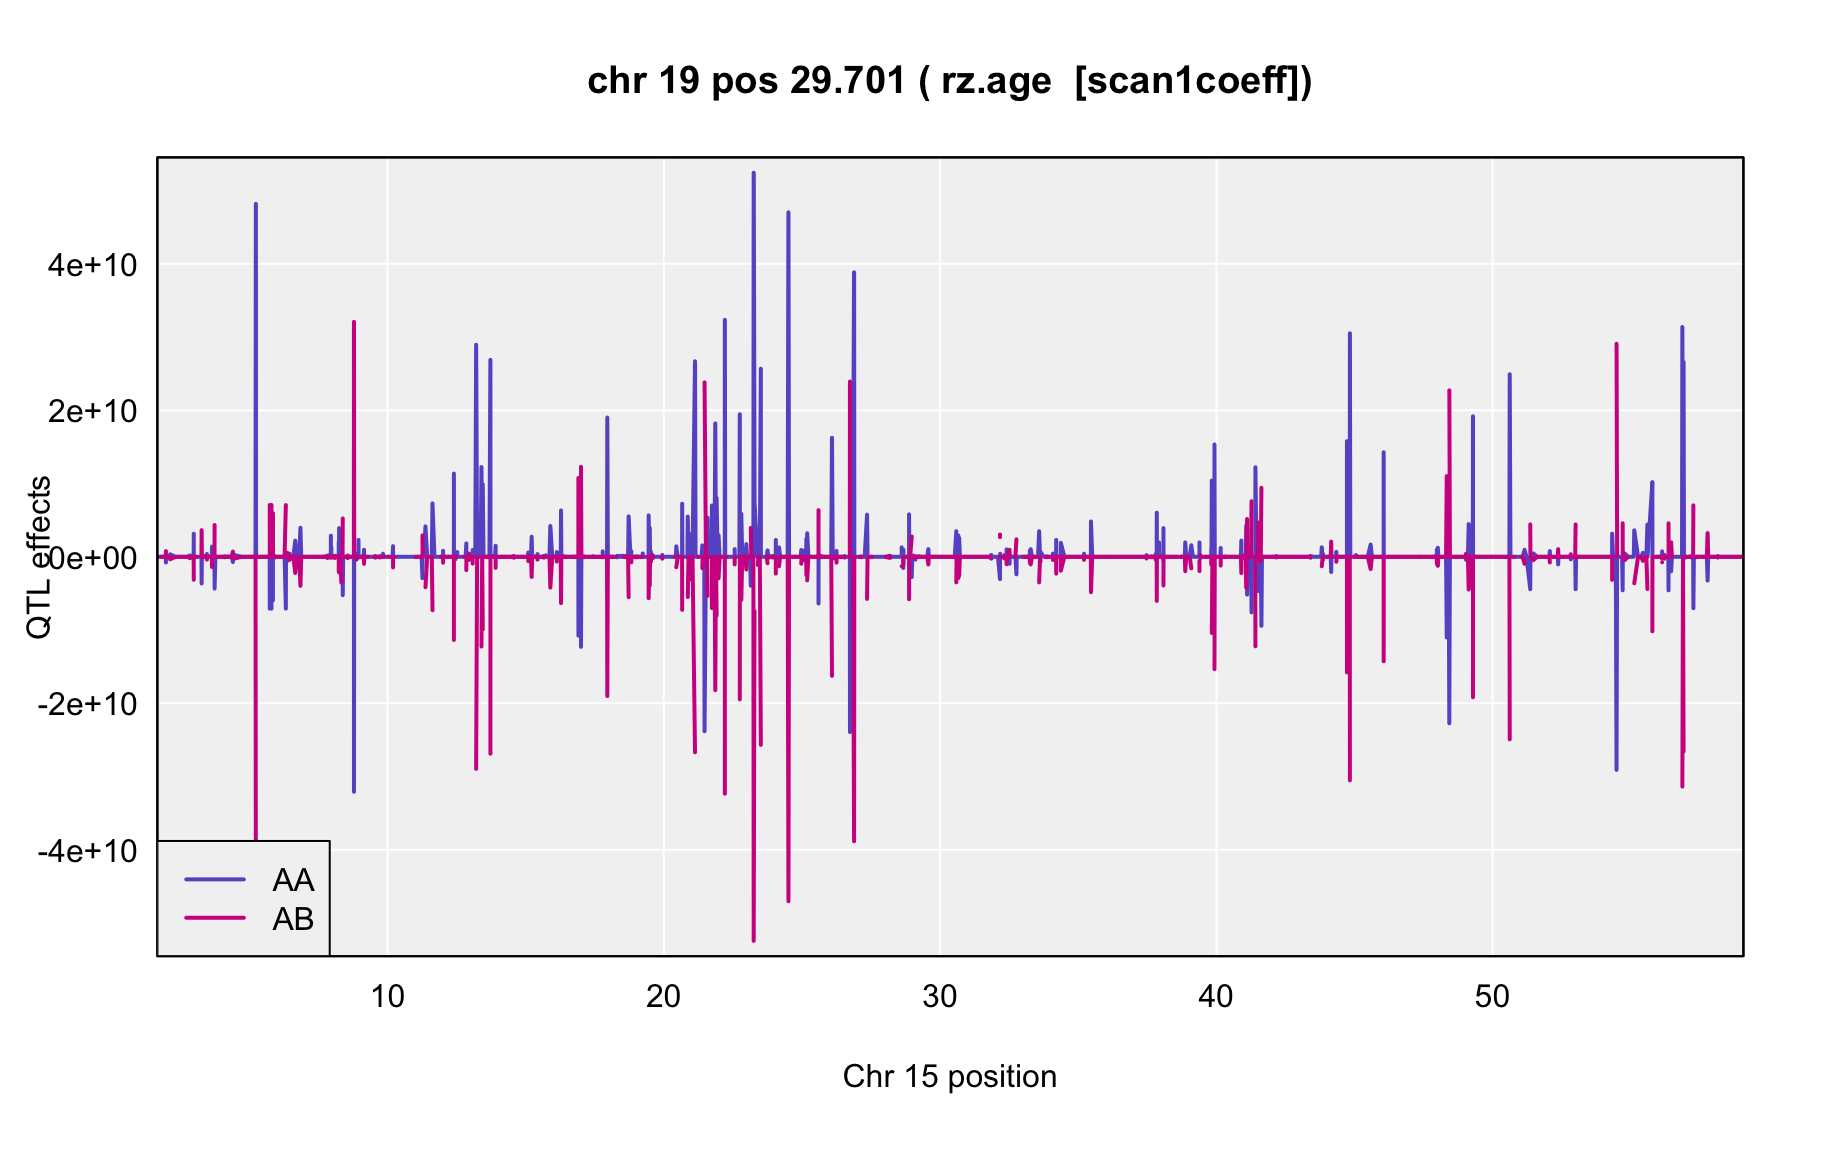 chr 19 pos 29.701 ( rz.age  [scan1coeff])
QTL effects
4e+10
2e+10
0e+00
-2e+10
-4e+10
AA
AB
10 20 30 40 50
Chr 15 position